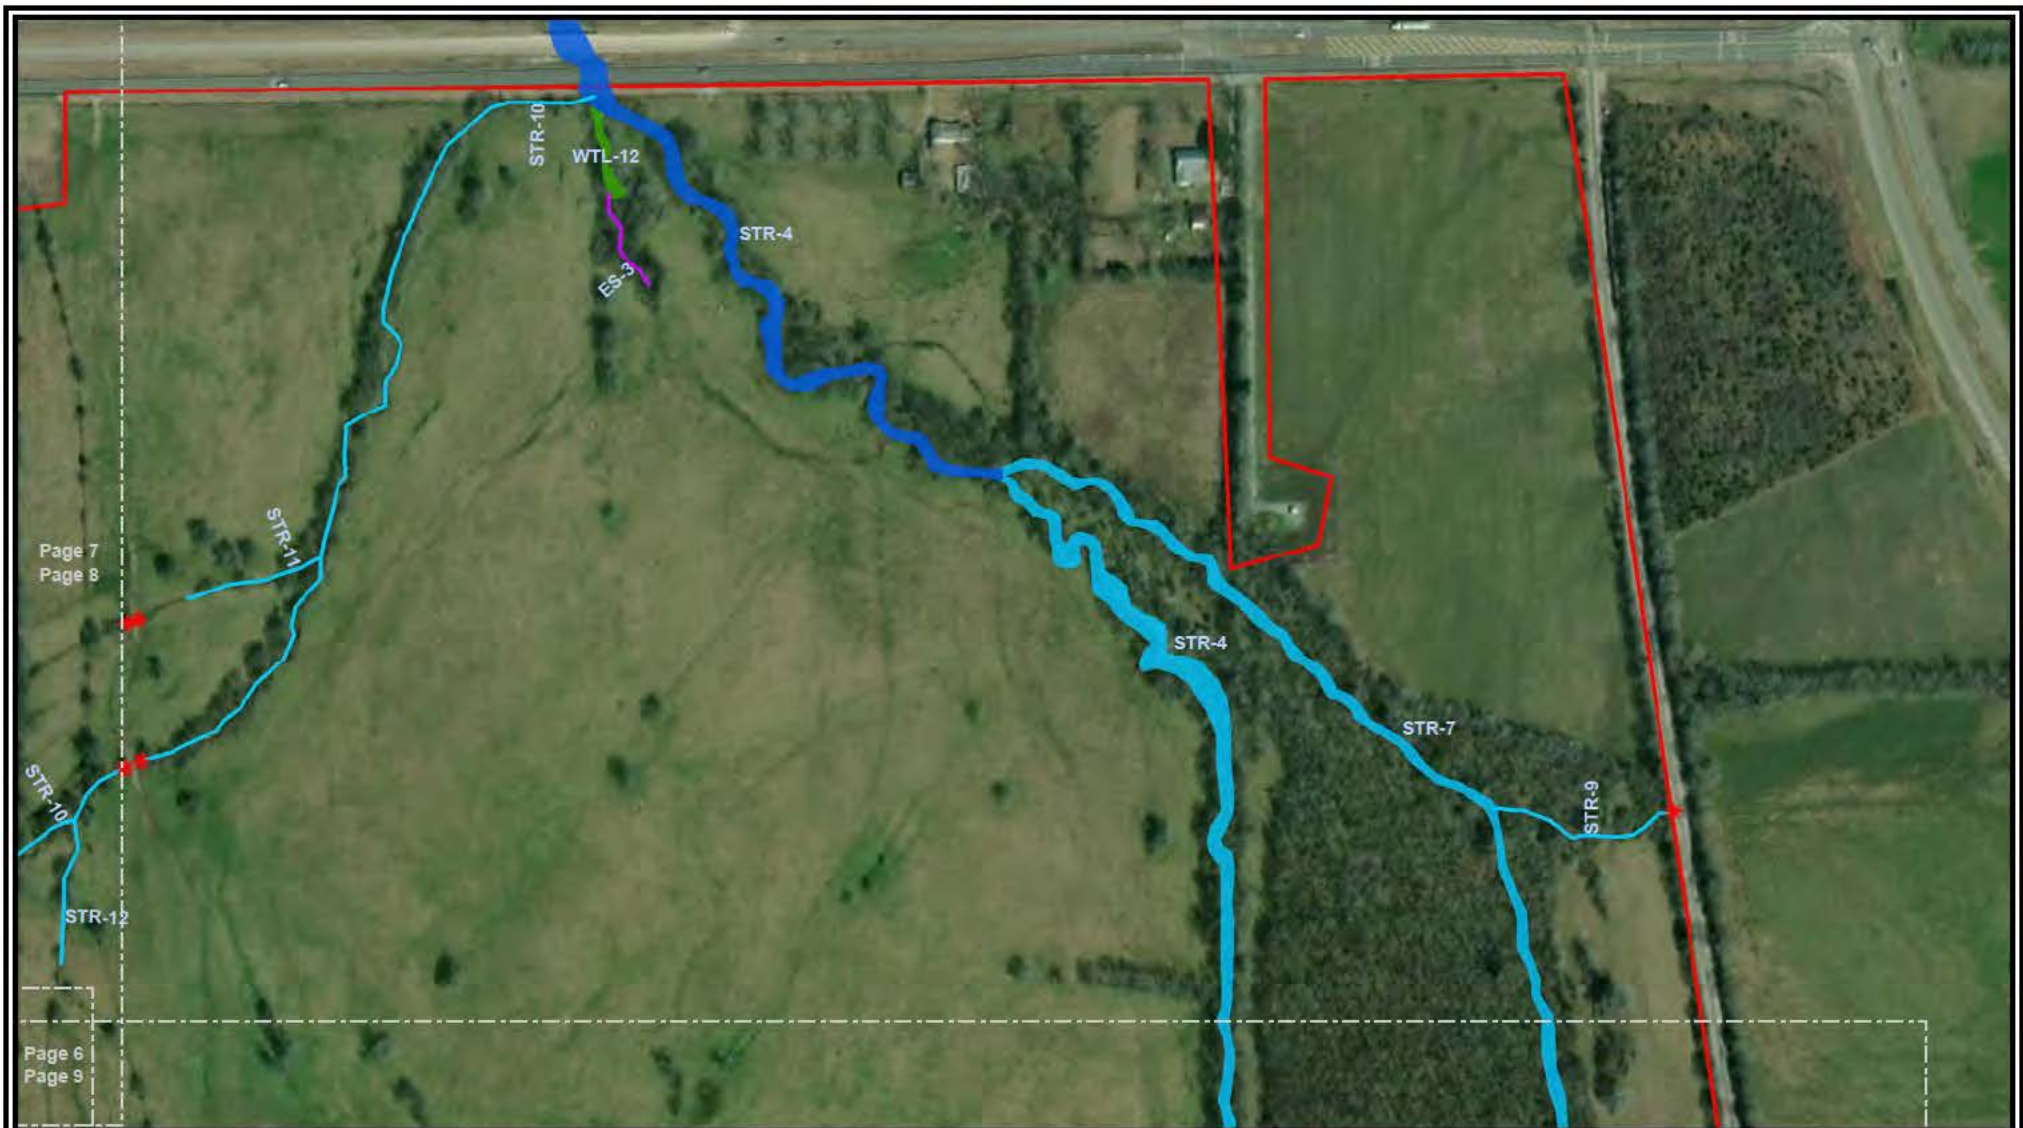 STR-10
WTL-12
STR-4
ES-3
STR-11
Page 7
Page 8
STR-4
STR-7
STR-10
STR-9
STR-12
Page 6
Page 9